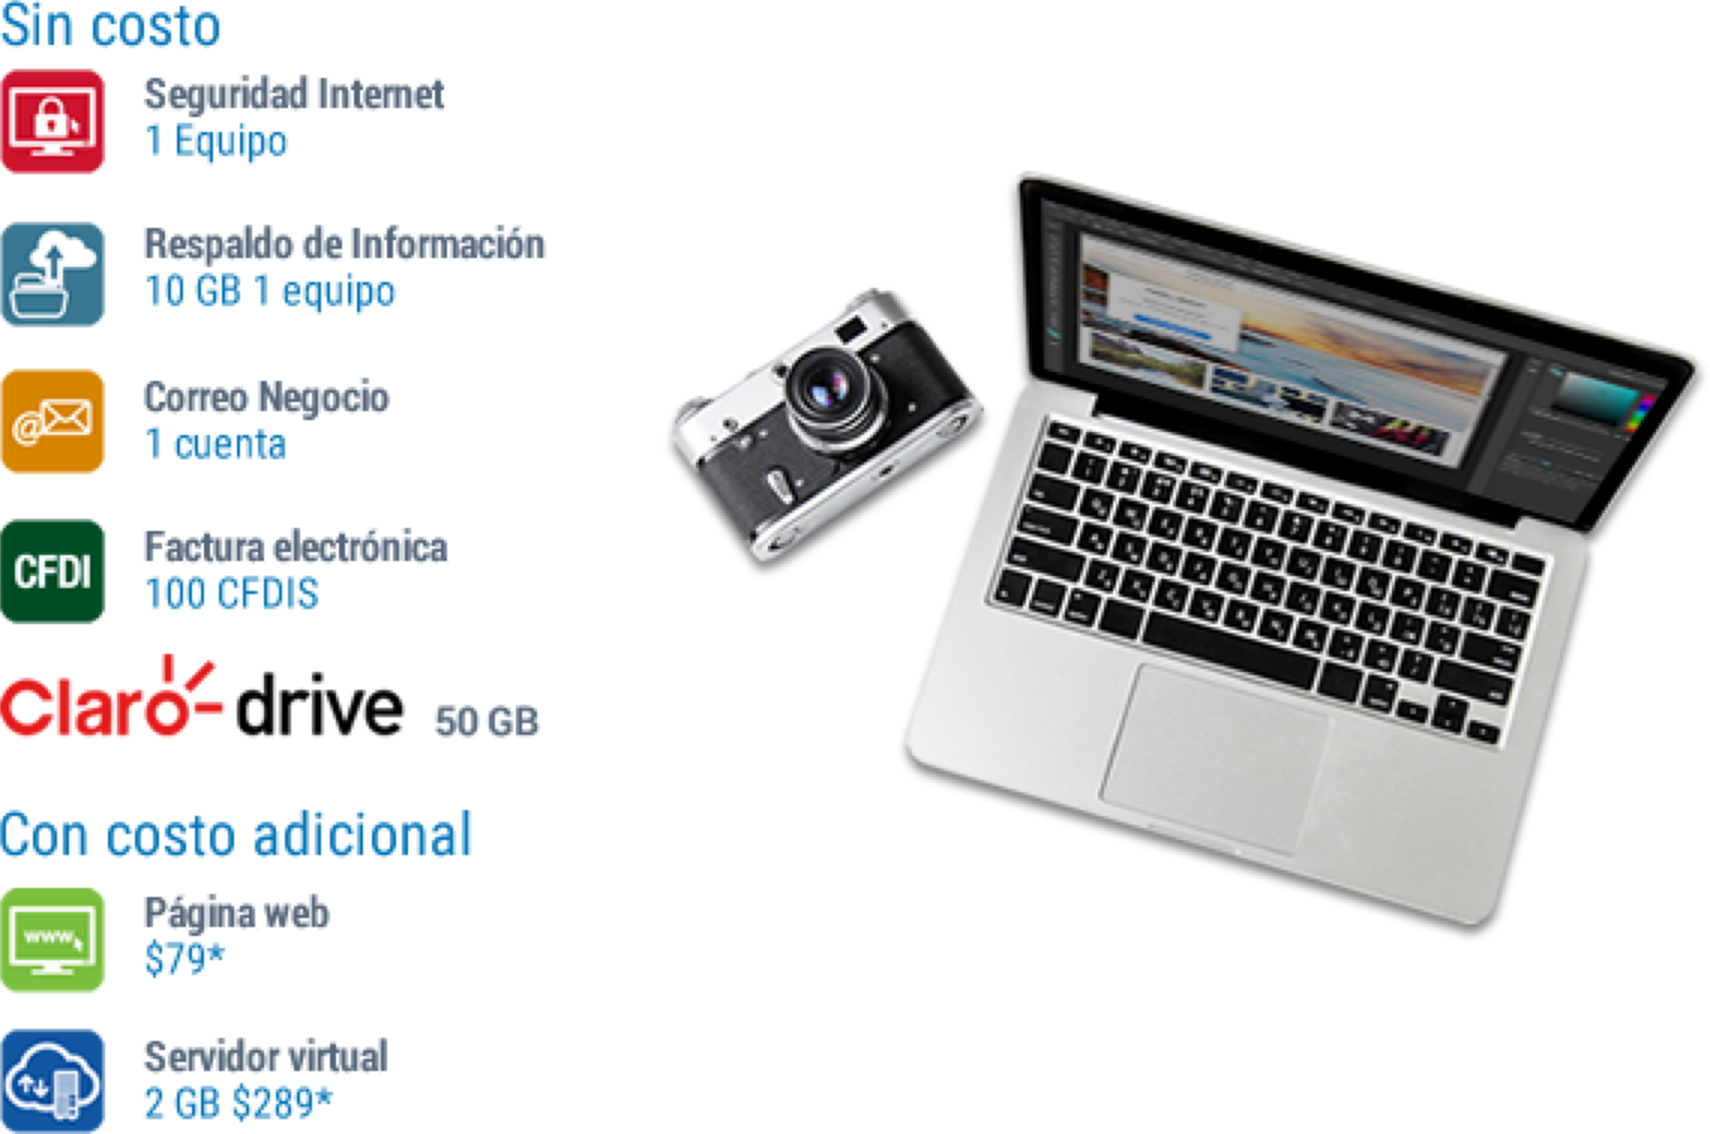 Sin costo
Seguridad Internet
1 Equipo
Respaldo de Información
10 GB 1 equipo
@
Correo Negocio
1 cuenta
CFDI
Factura electrónica
100 CFDIS
Claro-drive 50 GB
Con costo adicional
www
Página web
$79*
Servidor virtual
2 GB $289*